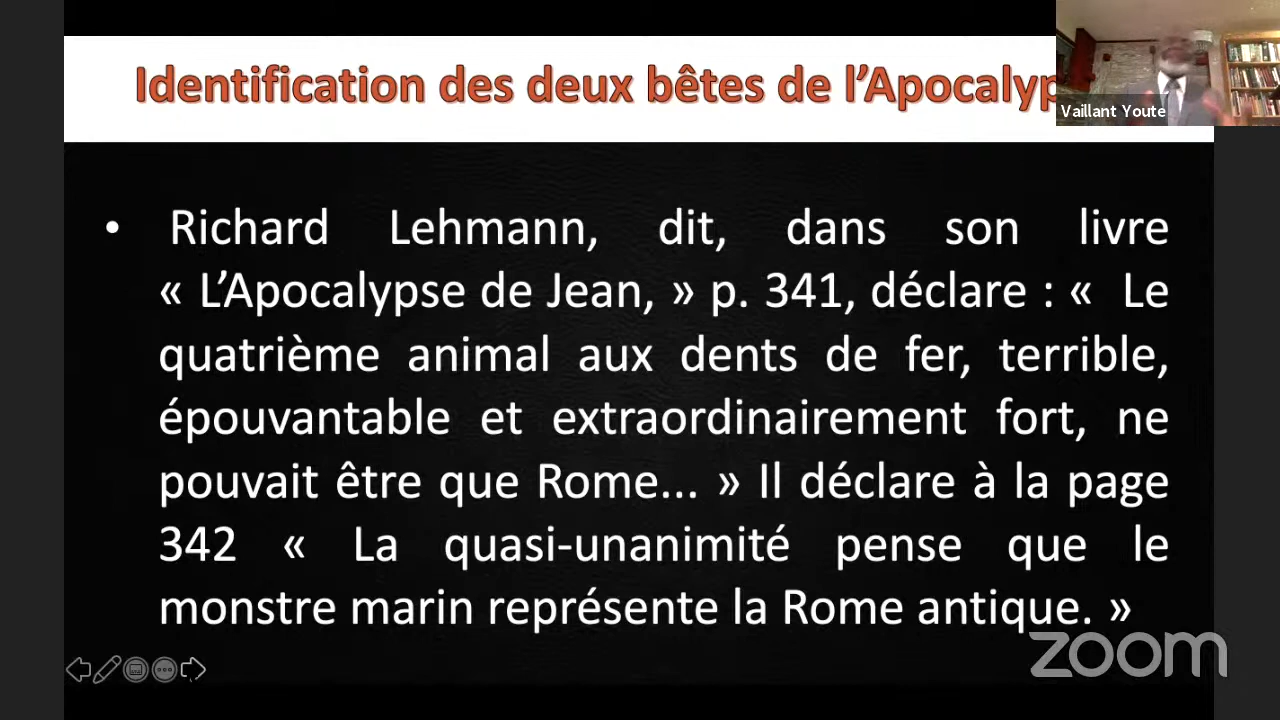 Identification des deux bêtes de l’Apocalyp
Vaillant Youte
• Richard Lehmann, dit, dans son livre
« L’Apocalypse de Jean, » p. 341, déclare : « Le
quatrième animal aux dents de fer, terrible,
épouvantable et extraordinairement fort, ne
pouvait être que Rome... » Il déclare à la page
342 « La quasi-unanimité pense que le
monstre marin représente la Rome antique. »
zoom